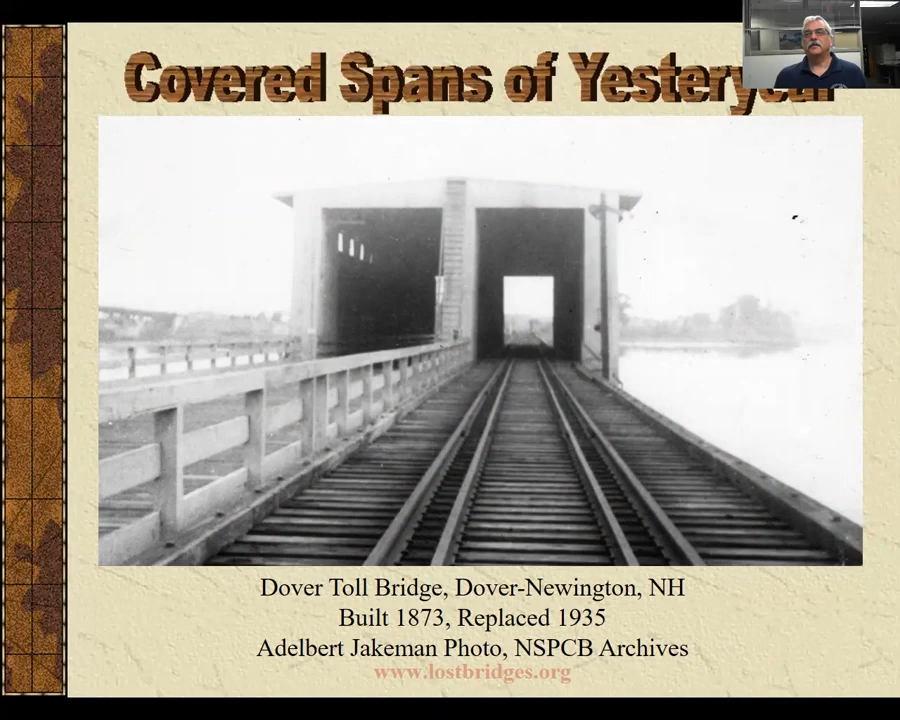 Covered Spans of Yesteryear
Dover Toll Bridge, Dover-Newington, NH
Built 1873, Replaced 1935
Adelbert Jakeman Photo, NSPCB Archives
www.lostbridges.org